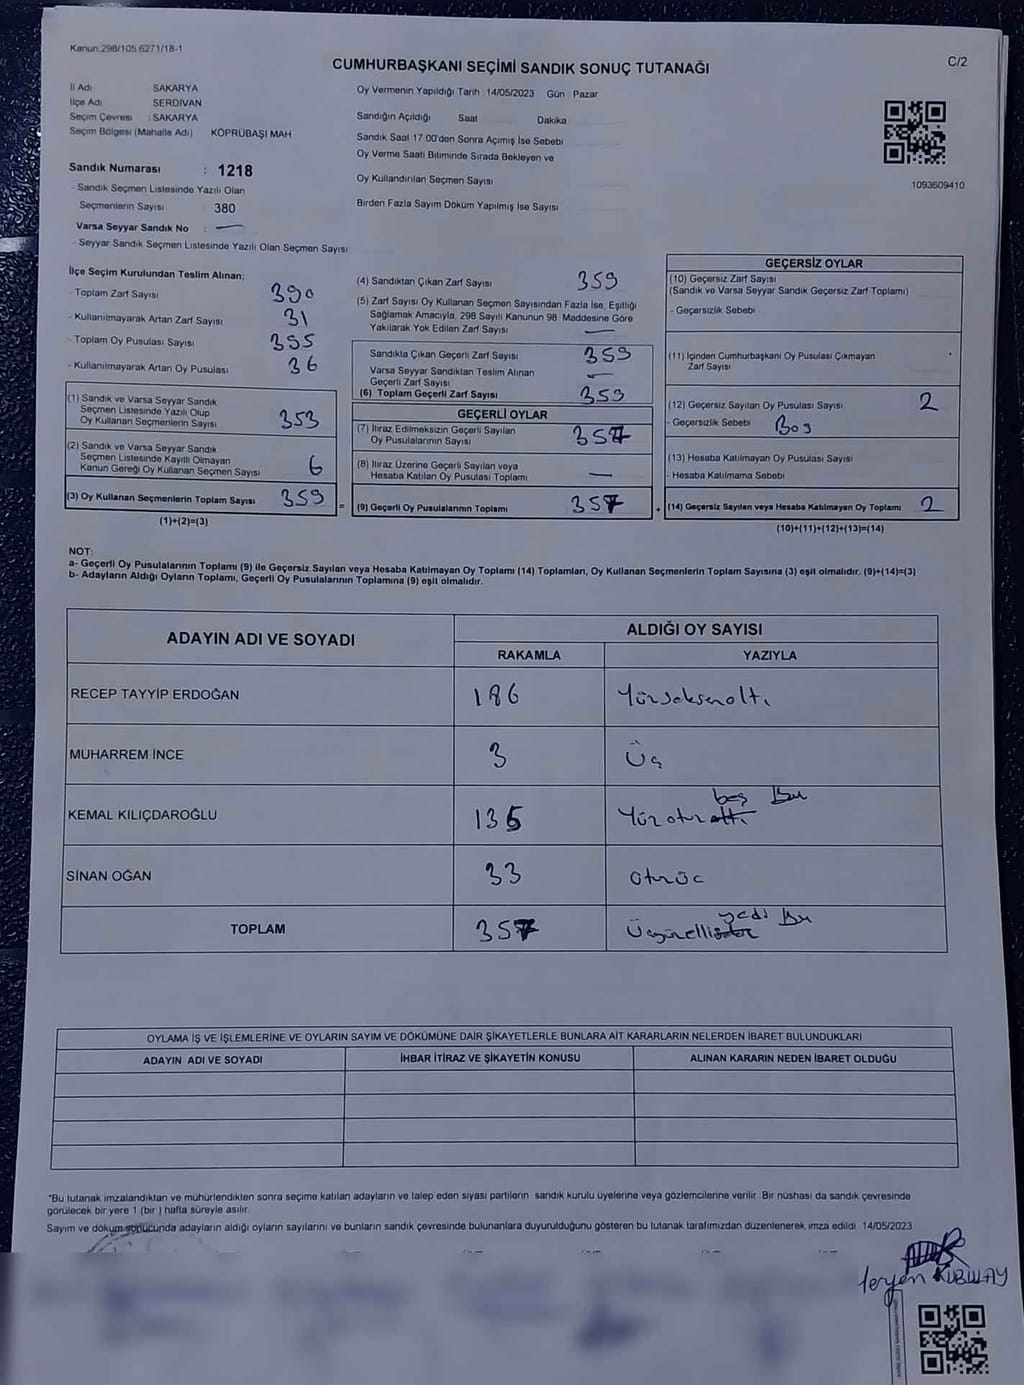 Kanun:298/105 6271/18-1
CUMHURBAŞKANI SEÇİMİ SANDIK SONUÇ TUTANAĞI
C/2
İl Adı SAKARYA
İlçe Adı SERDİVAN
Seçim Çevresi : SAKARYA
Seçim Bölgesi (Mahalle Adı) KÖPRÜBAŞI MAH
Oy Vermenin Yapıldığı Tarih : 14/05/2023 Gün : Pazar
Sandığın Açıldığı Saat Dakika
Sandık Saat 17:00'den Sonra Açımış İse Sebebi
Oy Verme Saati Bitiminde Sırada Bekleyen ve
Oy Kullandırılan Seçmen Sayısı
Birden Fazla Sayım Döküm Yapılmış İse Sayısı
1093609410
Sandık Numarası : 1218
- Sandık Seçmen Listesinde Yazılı Olan
Seçmenlerin Sayısı 380
Varsa Seyyar Sandık No : —
- Seyyar Sandık Seçmen Listesinde Yazılı Olan Seçmen Sayısı
İlçe Seçim Kurulundan Teslim Alınan;
- Toplam Zarf Sayısı 390
- Kullanılmayarak Artan Zarf Sayısı 31
- Toplam Oy Pusulası Sayısı 395
- Kullanılmayarak Artan Oy Pusulası 36
(1) Sandık ve Varsa Seyyar Sandık
Seçmen Listesinde Yazılı Olup
Oy Kullanan Seçmenlerin Sayısı 353
(2) Sandık ve Varsa Seyyar Sandık
Seçmen Listesinde Kayıtlı Olmayan
Kanun Gereği Oy Kullanan Seçmen Sayısı 6
(3) Oy Kullanan Seçmenlerin Toplam Sayısı 359
(1)+(2)=(3)
(4) Sandıktan Çıkan Zarf Sayısı 359
(5) Zarf Sayısı Oy Kullanan Seçmen Sayısından Fazla İse, Eşitliği
Sağlamak Amacıyla, 298 Sayılı Kanunun 98. Maddesine Göre
Yakılarak Yok Edilen Zarf Sayısı —
Sandıkta Çıkan Geçerli Zarf Sayısı 359
Varsa Seyyar Sandıktan Teslim Alınan
Geçerli Zarf Sayısı —
(6) Toplam Geçerli Zarf Sayısı 359
GEÇERLİ OYLAR
(7) İtiraz Edilmeksizin Geçerli Sayılan
Oy Pusulalarının Sayısı 357
(8) İtiraz Üzerine Geçerli Sayılan veya
Hesaba Katılan Oy Pusulası Toplamı —
= (9) Geçerli Oy Pusulalarının Toplamı 357
GEÇERSİZ OYLAR
(10) Geçersiz Zarf Sayısı
(Sandık ve Varsa Seyyar Sandık Geçersiz Zarf Toplamı)
- Geçersizlik Sebebi
(11) İçinden Cumhurbaşkanı Oy Pusulası Çıkmayan
Zarf Sayısı
(12) Geçersiz Sayılan Oy Pusulası Sayısı 2
- Geçersizlik Sebebi Boş
(13) Hesaba Katılmayan Oy Pusulası Sayısı
- Hesaba Katılmama Sebebi
+ (14) Geçersiz Sayılan veya Hesaba Katılmayan Oy Toplamı 2
(10)+(11)+(12)+(13)=(14)
NOT:
a- Geçerli Oy Pusulalarının Toplamı (9) ile Geçersiz Sayılan veya Hesaba Katılmayan Oy Toplamı (14) Toplamları, Oy Kullanan Seçmenlerin Toplam Sayısına (3) eşit olmalıdır. (9)+(14)=(3)
b- Adayların Aldığı Oyların Toplamı, Geçerli Oy Pusulalarının Toplamına (9) eşit olmalıdır.
ADAYIN ADI VE SOYADI
ALDIĞI OY SAYISI
RAKAMLA YAZIYLA
RECEP TAYYİP ERDOĞAN 186 Yüzseksenaltı
MUHARREM İNCE 3 Üç
beş
KEMAL KILIÇDAROĞLU 135 Yüzotuzaltı
SİNAN OĞAN 33 Otuzüç
yedi
TOPLAM 357 Üçyüzelli
OYLAMA İŞ VE İŞLEMLERİNE VE OYLARIN SAYIM VE DÖKÜMÜNE DAİR ŞİKAYETLERLE BUNLARA AİT KARARLARIN NELERDEN İBARET BULUNDUKLARI
ADAYIN ADI VE SOYADI İHBAR İTİRAZ VE ŞİKAYETİN KONUSU ALINAN KARARIN NEDEN İBARET OLDUĞU
"Bu tutanak imzalandıktan ve mühürlendikten sonra seçime katılan adayların ve talep eden siyasi partilerin sandık kurulu üyelerine veya gözlemcilerine verilir. Bir nüshası da sandık çevresinde
görülecek bir yere 1 (bir ) hafta süreyle asılır.
Sayım ve döküm sonucunda adayların aldığı oyların sayılarını ve bunların sandık çevresinde bulunanlara duyurulduğunu gösteren bu tutanak tarafımızdan düzenlenerek imza edildi. 14/05/2023
KUBİLAY